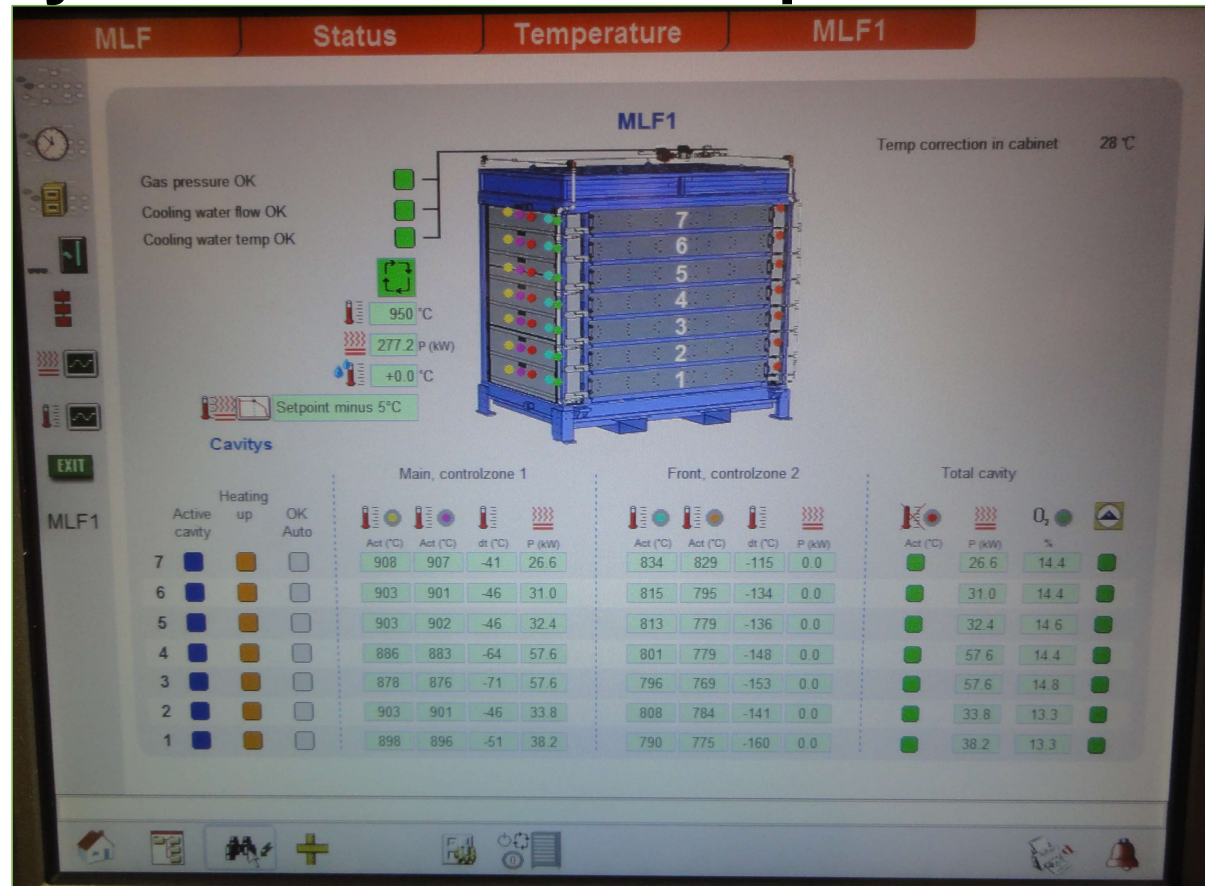 MLF Status Temperature MLF1
MLF1
Temp correction in cabinet 28 °C
Gas pressure OK
Cooling water flow OK
Cooling water temp OK
7
6
5
4
3
2
1
950 °C
277.2 P (kW)
+0.0 °C
Setpoint minus 5°C
Cavitys
EXIT
MLF1
Main, controlzone 1 Front, controlzone 2 Total cavity
Active cavity Heating up OK Auto
O₂
Act (°C) Act (°C) dt (°C) P (kW) Act (°C) Act (°C) dt (°C) P (kW) Act (°C) P (kW) %
7 908 907 -41 26.6 834 829 -115 0.0 26.6 14.4
6 903 901 -46 31.0 815 795 -134 0.0 31.0 14.4
5 903 902 -46 32.4 813 779 -136 0.0 32.4 14.6
4 886 883 -64 57.6 801 779 -148 0.0 57.6 14.4
3 878 876 -71 57.6 796 769 -153 0.0 57.6 14.8
2 903 901 -46 33.8 808 784 -141 0.0 33.8 13.3
1 898 896 -51 38.2 790 775 -160 0.0 38.2 13.3